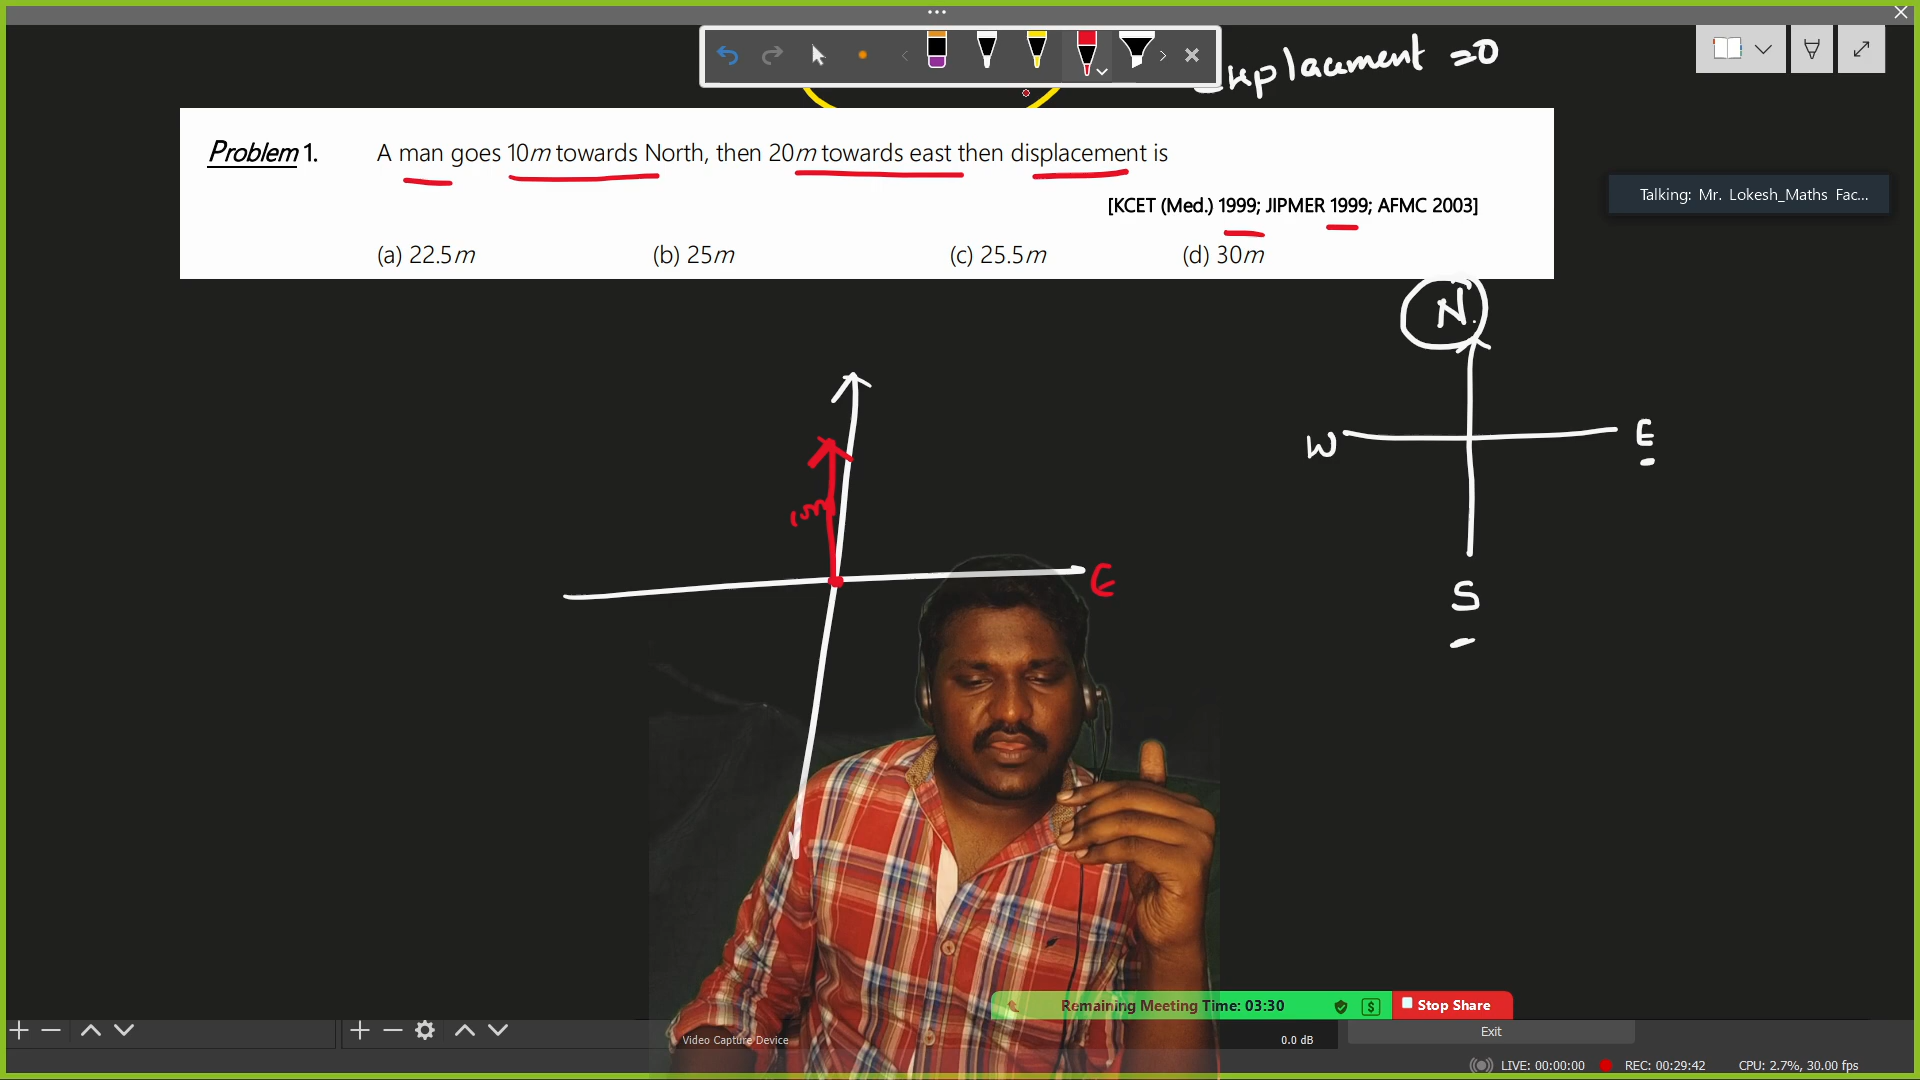 placement =0
Problem 1. A man goes 10m towards North, then 20m towards east then displacement is
Talking: Mr. Lokesh_Maths Fac...
[KCET (Med.) 1999; JIPMER 1999; AFMC 2003]
(a) 22.5m (b) 25m (c) 25.5m (d) 30m
N
W E
E
S
Remaining Meeting Time: 03:30 Stop Share
Exit
Video Capture Device 0.0 dB
LIVE: 00:00:00 REC: 00:29:42 CPU: 2.7%, 30.00 fps